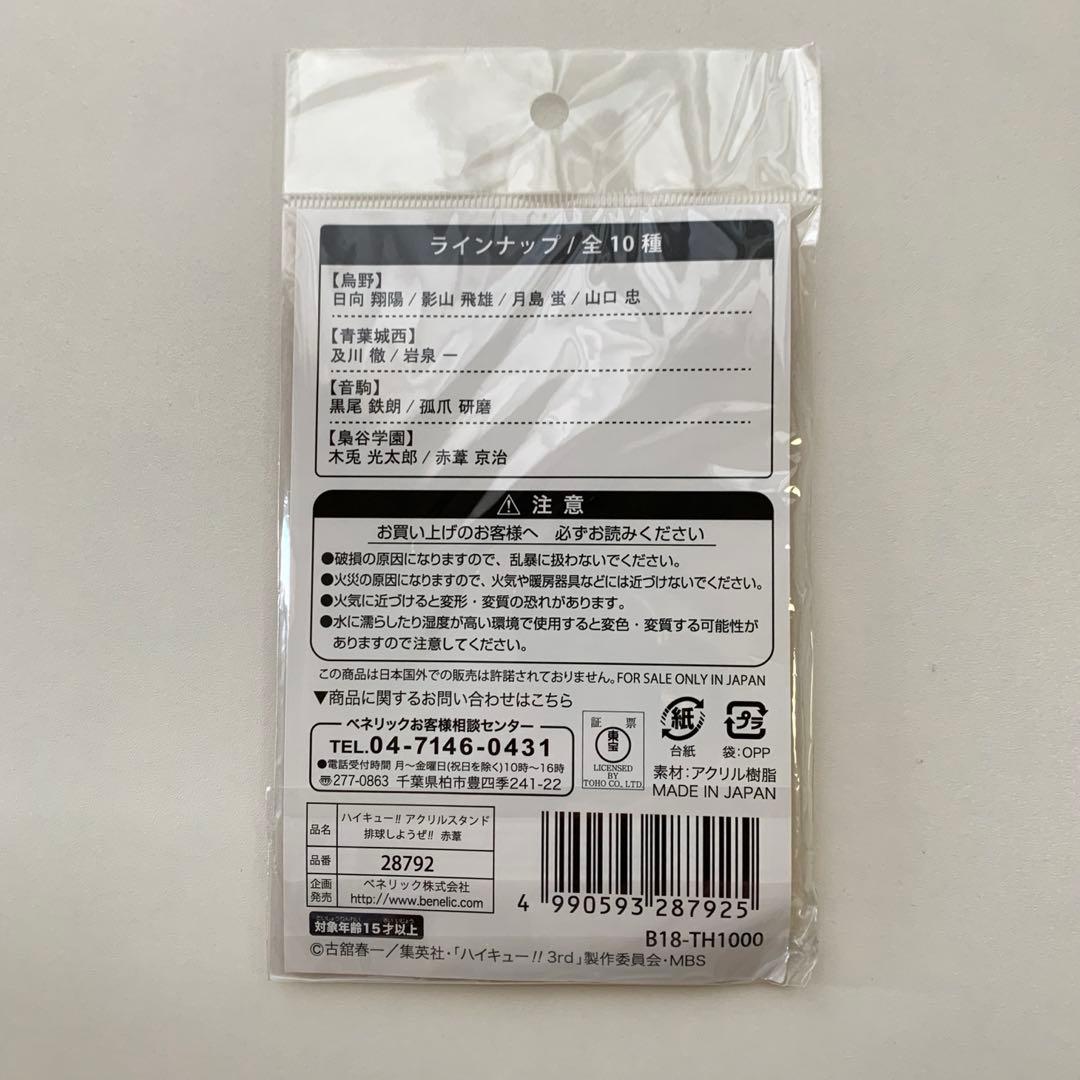 ラインナップ/全10種
【烏野】
日向 翔陽/影山 飛雄/月島 蛍/山口 忠
【青葉城西】
及川 徹/岩泉 一
【音駒】
黒尾 鉄朗/孤爪 研磨
【梟谷学園】
木兎 光太郎/赤葦 京治
注意
お買い上げのお客様へ 必ずお読みください
●破損の原因になりますので、乱暴に扱わないでください。
●火災の原因になりますので、火気や暖房器具などには近づけないでください。
●火気に近づけると変形・変質の恐れがあります。
●水に濡らしたり湿度が高い環境で使用すると変色・変質する可能性が
ありますので注意してください。
この商品は日本国外での販売は許諾されておりません。FOR SALE ONLY IN JAPAN
▼商品に関するお問い合わせはこちら
ベネリックお客様相談センター
TEL.04-7146-0431
●電話受付時間 月〜金曜日(祝日を除く)10時〜16時
〠277-0863 千葉県柏市豊四季241-22
証 票
東宝
LICENSED
BY
TOHO CO., LTD.
紙
台紙
プラ
袋:OPP
素材:アクリル樹脂
MADE IN JAPAN
品名 ハイキュー!! アクリルスタンド
排球しようぜ!! 赤葦
品番 28792
企画
発売
ベネリック株式会社
http://www.benelic.com
4 990593 287925
対象年齢15才以上
B18-TH1000
©古舘春一/集英社・「ハイキュー!! 3rd」製作委員会・MBS